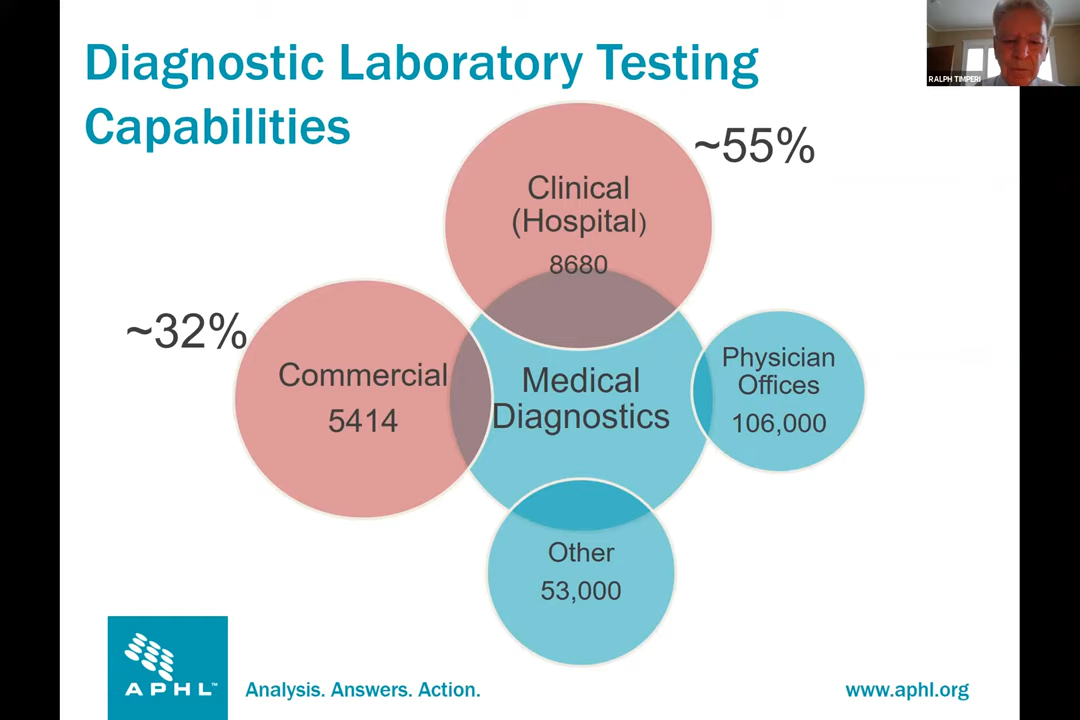 Diagnostic Laboratory Testing
Capabilities
RALPH TIMPERI
~55%
Clinical
(Hospital)
8680
~32%
Commercial
5414
Medical
Diagnostics
Physician
Offices
106,000
Other
53,000
APHL™
Analysis. Answers. Action.
www.aphl.org